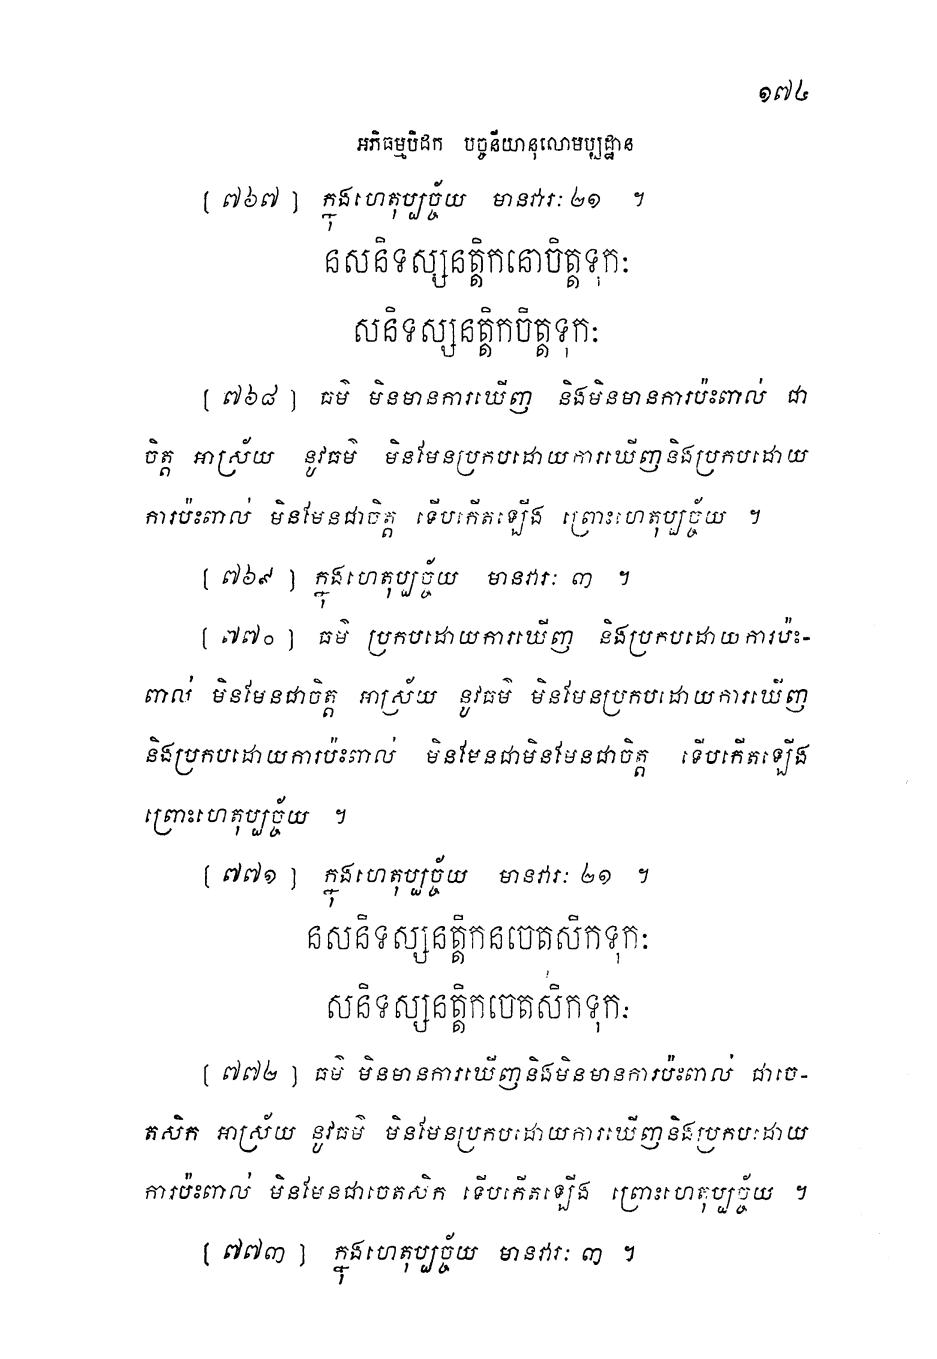 ១៧៤
អភិធម្មបិដក បច្ចនីយានុលោមប្បដ្ឋាន
[ ៧៦៧ ] ក្នុងហេតុប្បច្ច័យ មានវារៈ ២១ ។
នសនិទស្សនត្តិកនោចិត្តទុកៈ
សនិទស្សនត្តិកចិត្តទុកៈ
[ ៧៦៨ ] ធម៌ មិនមានការឃើញ និងមិនមានការប៉ះពាល់ ជា
ចិត្ត អាស្រ័យ នូវធម៌ មិនមែនប្រកបដោយការឃើញនិងប្រកបដោយ
ការប៉ះពាល់ មិនមែនជាចិត្ត ទើបកើតឡើង ព្រោះហេតុប្បច្ច័យ ។
[ ៧៦៩ ] ក្នុងហេតុប្បច្ច័យ មានវារៈ ៣ ។
[ ៧៧០ ] ធម៌ ប្រកបដោយការឃើញ និងប្រកបដោយការប៉ះ-
ពាល់ មិនមែនជាចិត្ត អាស្រ័យ នូវធម៌ មិនមែនប្រកបដោយការឃើញ
និងប្រកបដោយការប៉ះពាល់ មិនមែនជាមិនមែនជាចិត្ត ទើបកើតឡើង
ព្រោះហេតុប្បច្ច័យ ។
[ ៧៧១ ] ក្នុងហេតុប្បច្ច័យ មានវារៈ ២១ ។
នសនិទស្សនត្តិកនចេតសិកទុកៈ
សនិទស្សនត្តិកចេតសិកទុកៈ
[ ៧៧២ ] ធម៌ មិនមានការឃើញនិងមិនមានការប៉ះពាល់ ជាចេ-
តសិក អាស្រ័យ នូវធម៌ មិនមែនប្រកបដោយការឃើញនិងប្រកបដោយ
ការប៉ះពាល់ មិនមែនជាចេតសិក ទើបកើតឡើង ព្រោះហេតុប្បច្ច័យ ។
[ ៧៧៣ ] ក្នុងហេតុប្បច្ច័យ មានវារៈ ៣ ។